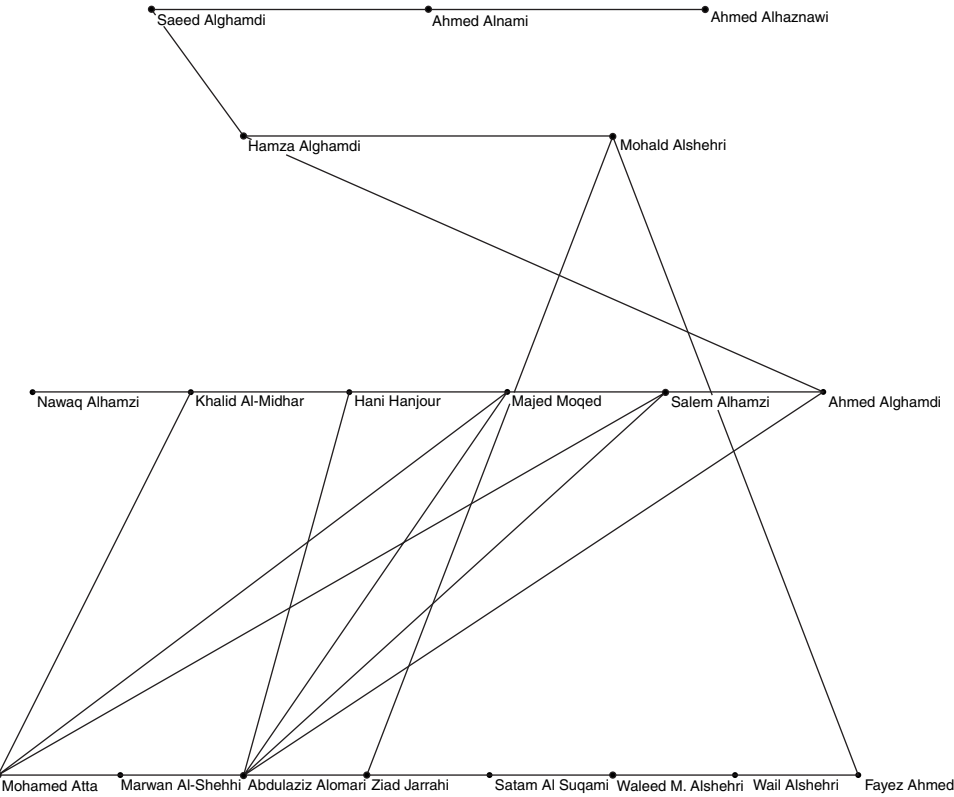 Saeed Alghamdi
Ahmed Alnami
Ahmed Alhaznawi
Hamza Alghamdi
Mohald Alshehri
Nawaq Alhamzi
Khalid Al-Midhar
Hani Hanjour
Majed Moqed
Salem Alhamzi
Ahmed Alghamdi
Mohamed Atta
Marwan Al-Shehhi
Abdulaziz Alomari
Ziad Jarrahi
Satam Al Suqami
Waleed M. Alshehri
Wail Alshehri
Fayez Ahmed